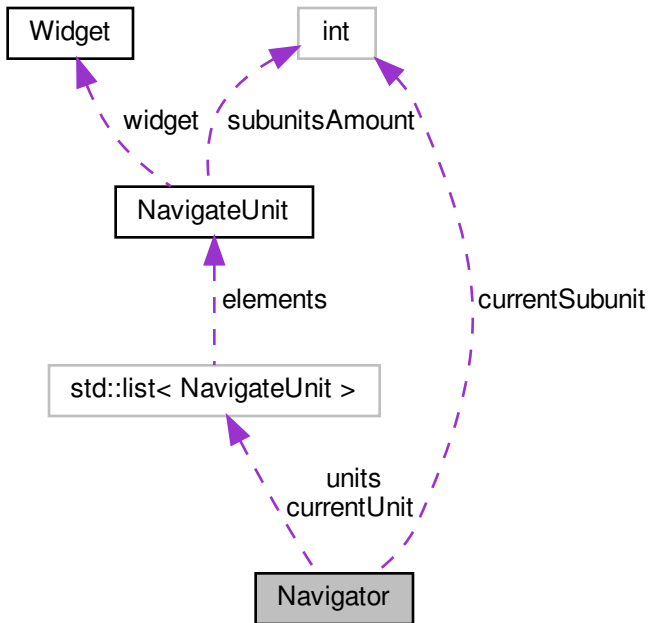 Widget
int
widget
subunitsAmount
NavigateUnit
elements
currentSubunit
std::list< NavigateUnit >
units
currentUnit
Navigator